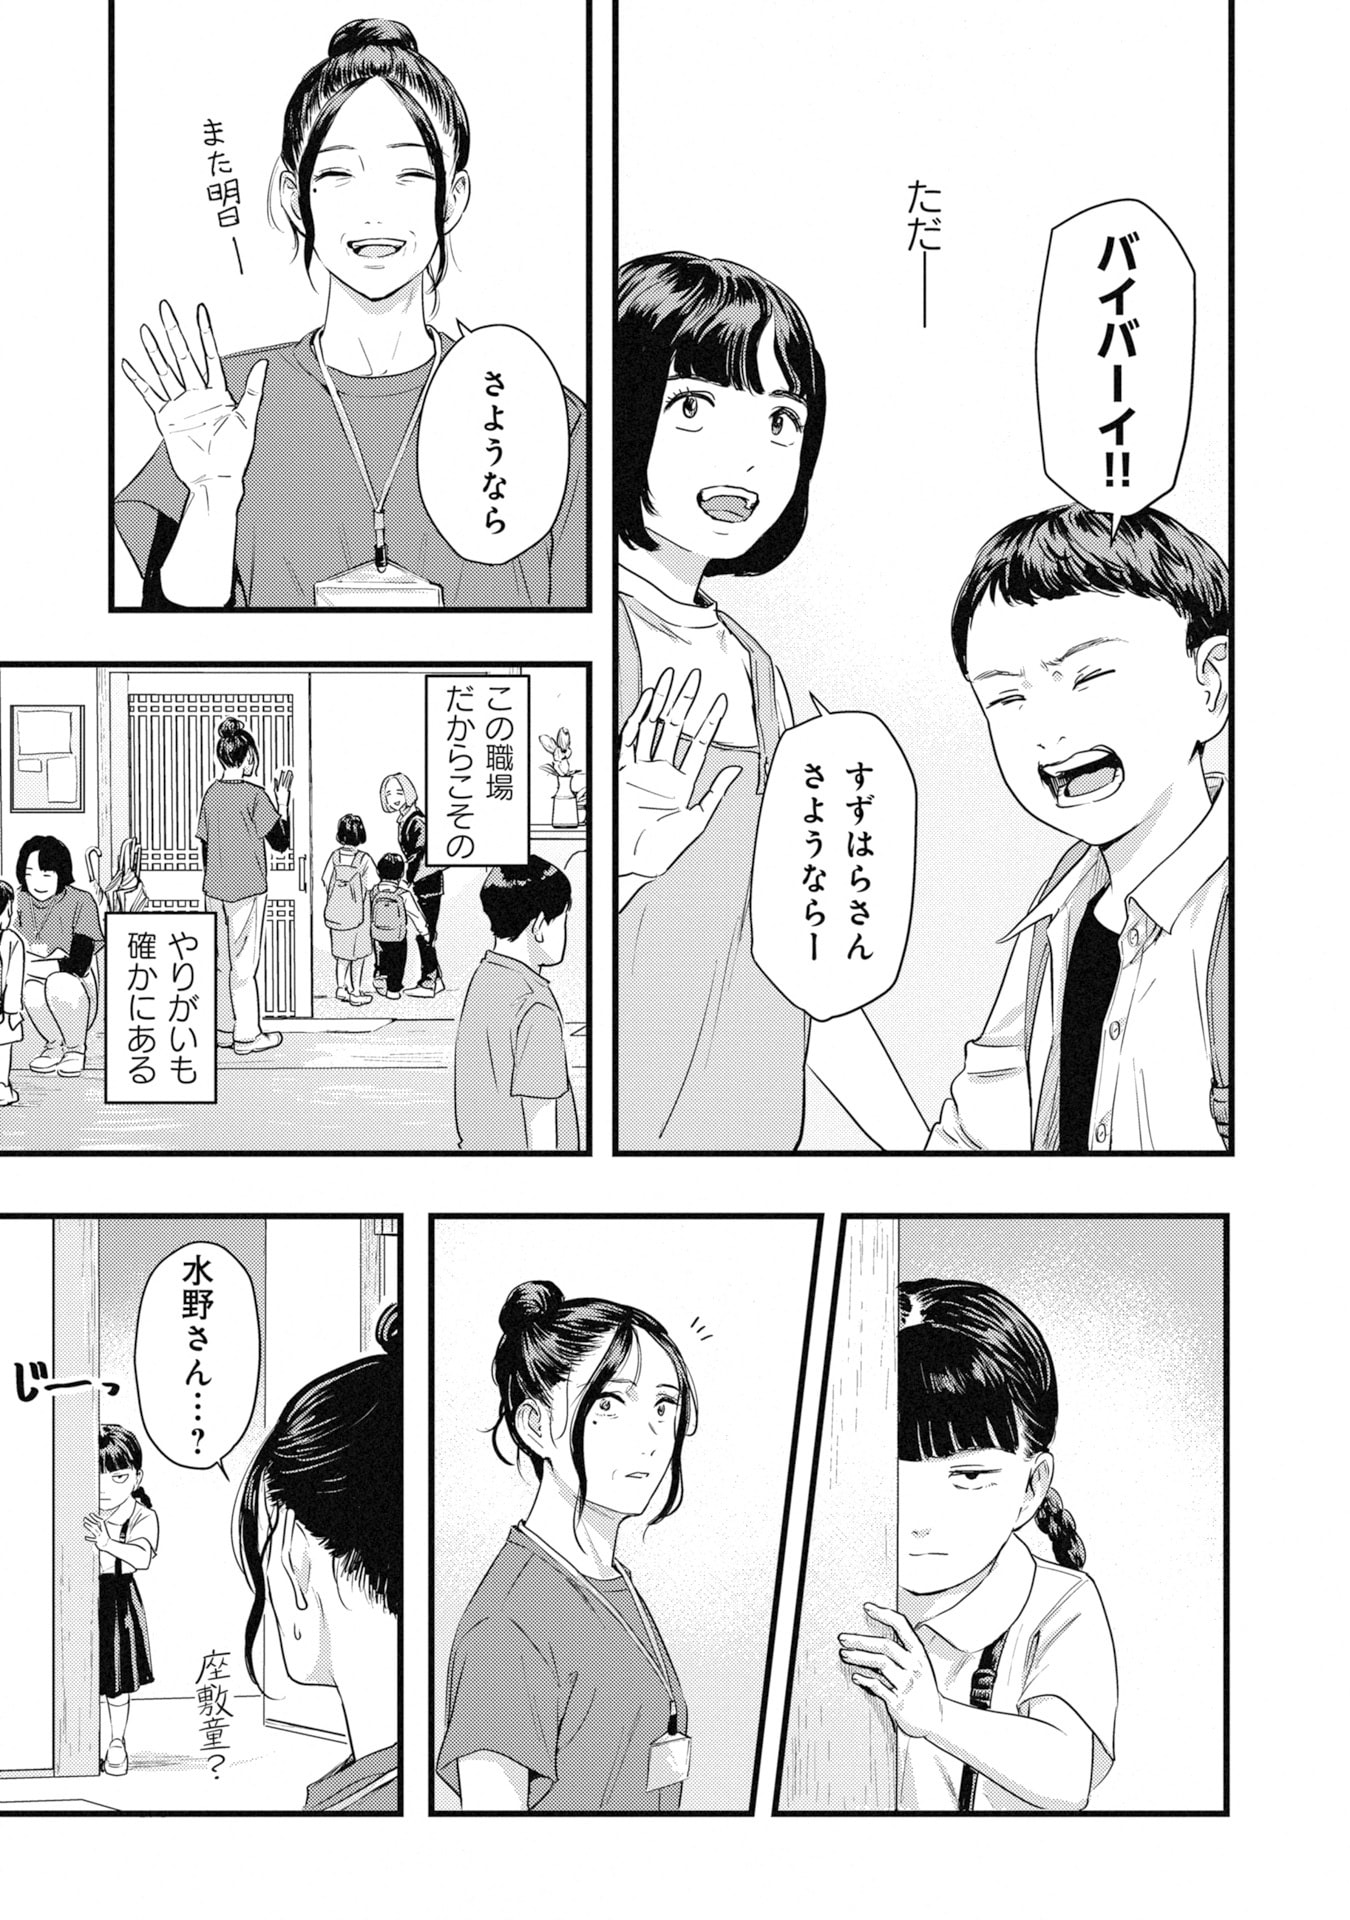 ただ――
バイバーイ!!
すずはらさん
さようならー
また明日ー
さようなら
この職場
だからこその
やりがいも
確かにある
じーっ
水野さん…?
座敷童?